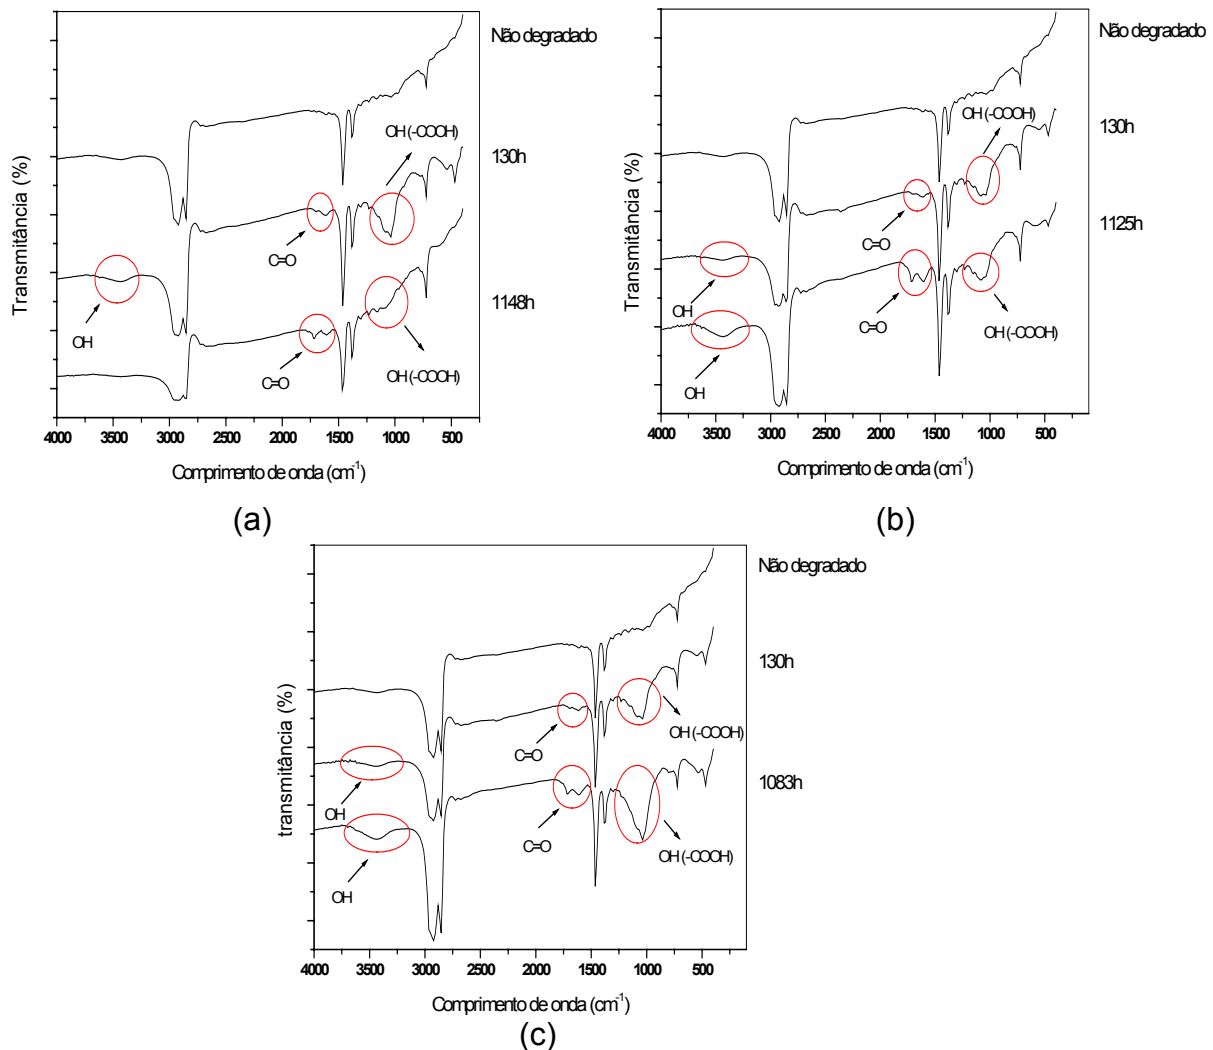 Não degradado
OH (-COOH)
130h
C=O
OH
1148h
C=O
OH (-COOH)
Transmitância (%)
4000 3500 3000 2500 2000 1500 1000 500
Comprimento de onda (cm-1)
(a)
Não degradado
OH (-COOH)
130h
C=O
1125h
OH
C=O
OH (-COOH)
OH
Transmitância (%)
4000 3500 3000 2500 2000 1500 1000 500
Comprimento de onda (cm-1)
(b)
Não degradado
130h
C=O
OH (-COOH)
1083h
OH
C=O
OH (-COOH)
OH
transmitância (%)
4000 3500 3000 2500 2000 1500 1000 500
Comprimento de onda (cm-1)
(c)